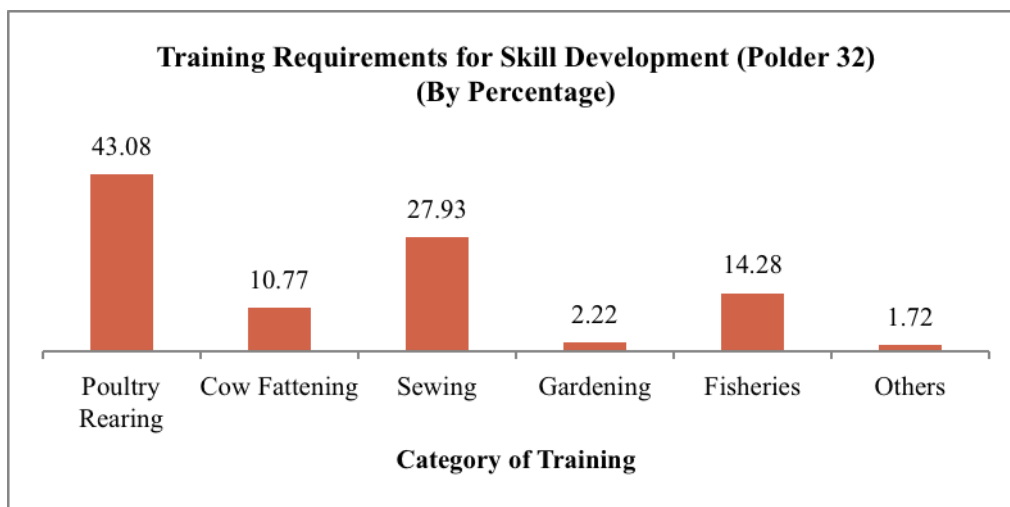 Training Requirements for Skill Development (Polder 32)
(By Percentage)
43.08
10.77
27.93
2.22
14.28
1.72
Poultry
Rearing
Cow Fattening
Sewing
Gardening
Fisheries
Others
Category of Training